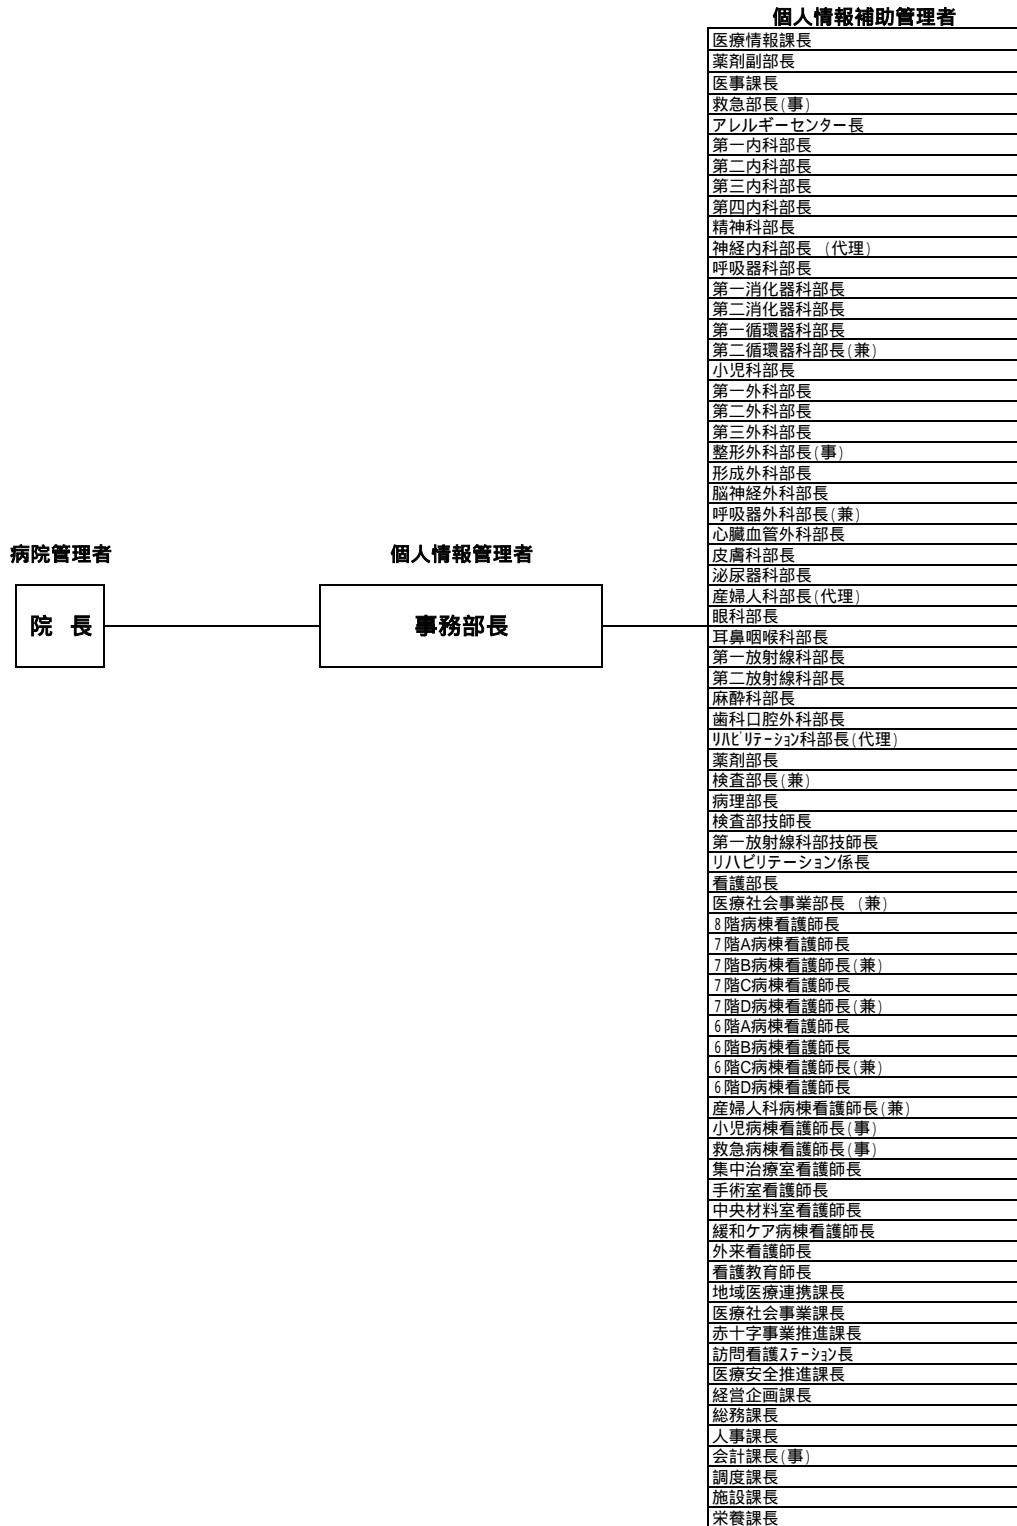 個人情報補助管理者
医療情報課長
薬剤副部長
医事課長
救急部長(事)
アレルギーセンター長
第一内科部長
第二内科部長
第三内科部長
第四内科部長
精神科部長
神経内科部長 (代理)
呼吸器科部長
第一消化器科部長
第二消化器科部長
第一循環器科部長
第二循環器科部長(兼)
小児科部長
第一外科部長
第二外科部長
第三外科部長
整形外科部長(事)
形成外科部長
脳神経外科部長
呼吸器外科部長(兼)
心臓血管外科部長
皮膚科部長
泌尿器科部長
産婦人科部長(代理)
眼科部長
耳鼻咽喉科部長
第一放射線科部長
第二放射線科部長
麻酔科部長
歯科口腔外科部長
ﾘﾊﾋﾞﾘﾃｰｼｮﾝ科部長(代理)
薬剤部長
検査部長(兼)
病理部長
検査部技師長
第一放射線科部技師長
リハビリテーション係長
看護部長
医療社会事業部長 (兼)
8階病棟看護師長
7階A病棟看護師長
7階B病棟看護師長(兼)
7階C病棟看護師長
7階D病棟看護師長(兼)
6階A病棟看護師長
6階B病棟看護師長
6階C病棟看護師長(兼)
6階D病棟看護師長
産婦人科病棟看護師長(兼)
小児病棟看護師長(事)
救急病棟看護師長(事)
集中治療室看護師長
手術室看護師長
中央材料室看護師長
緩和ケア病棟看護師長
外来看護師長
看護教育師長
地域医療連携課長
医療社会事業課長
赤十字事業推進課長
訪問看護ｽﾃｰｼｮﾝ長
医療安全推進課長
経営企画課長
総務課長
人事課長
会計課長(事)
調度課長
施設課長
栄養課長
病院管理者
院 長
個人情報管理者
事務部長